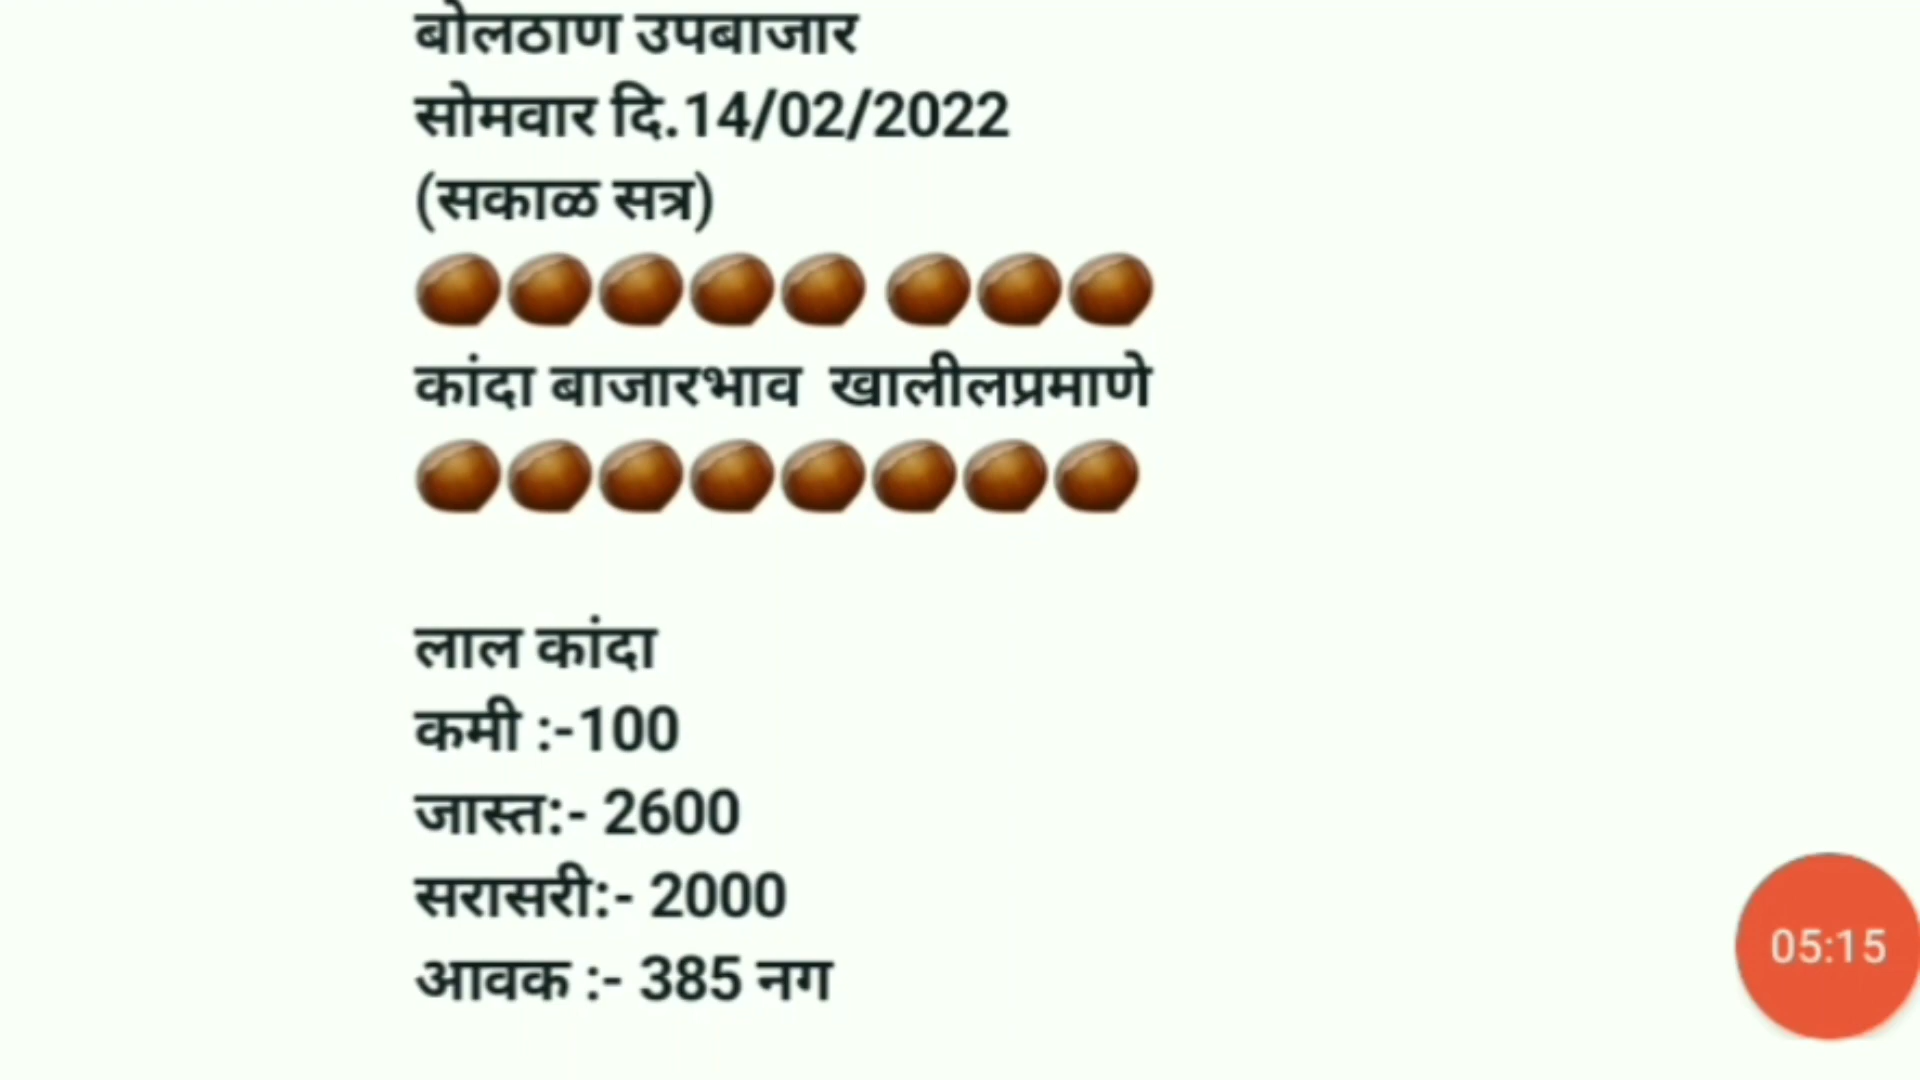 बोलठाण उपबाजार
सोमवार दि.14/02/2022
(सकाळ सत्र)
कांदा बाजारभाव खालीलप्रमाणे
लाल कांदा
कमी :-100
जास्त:- 2600
सरासरी:- 2000
आवक :- 385 नग
05:15